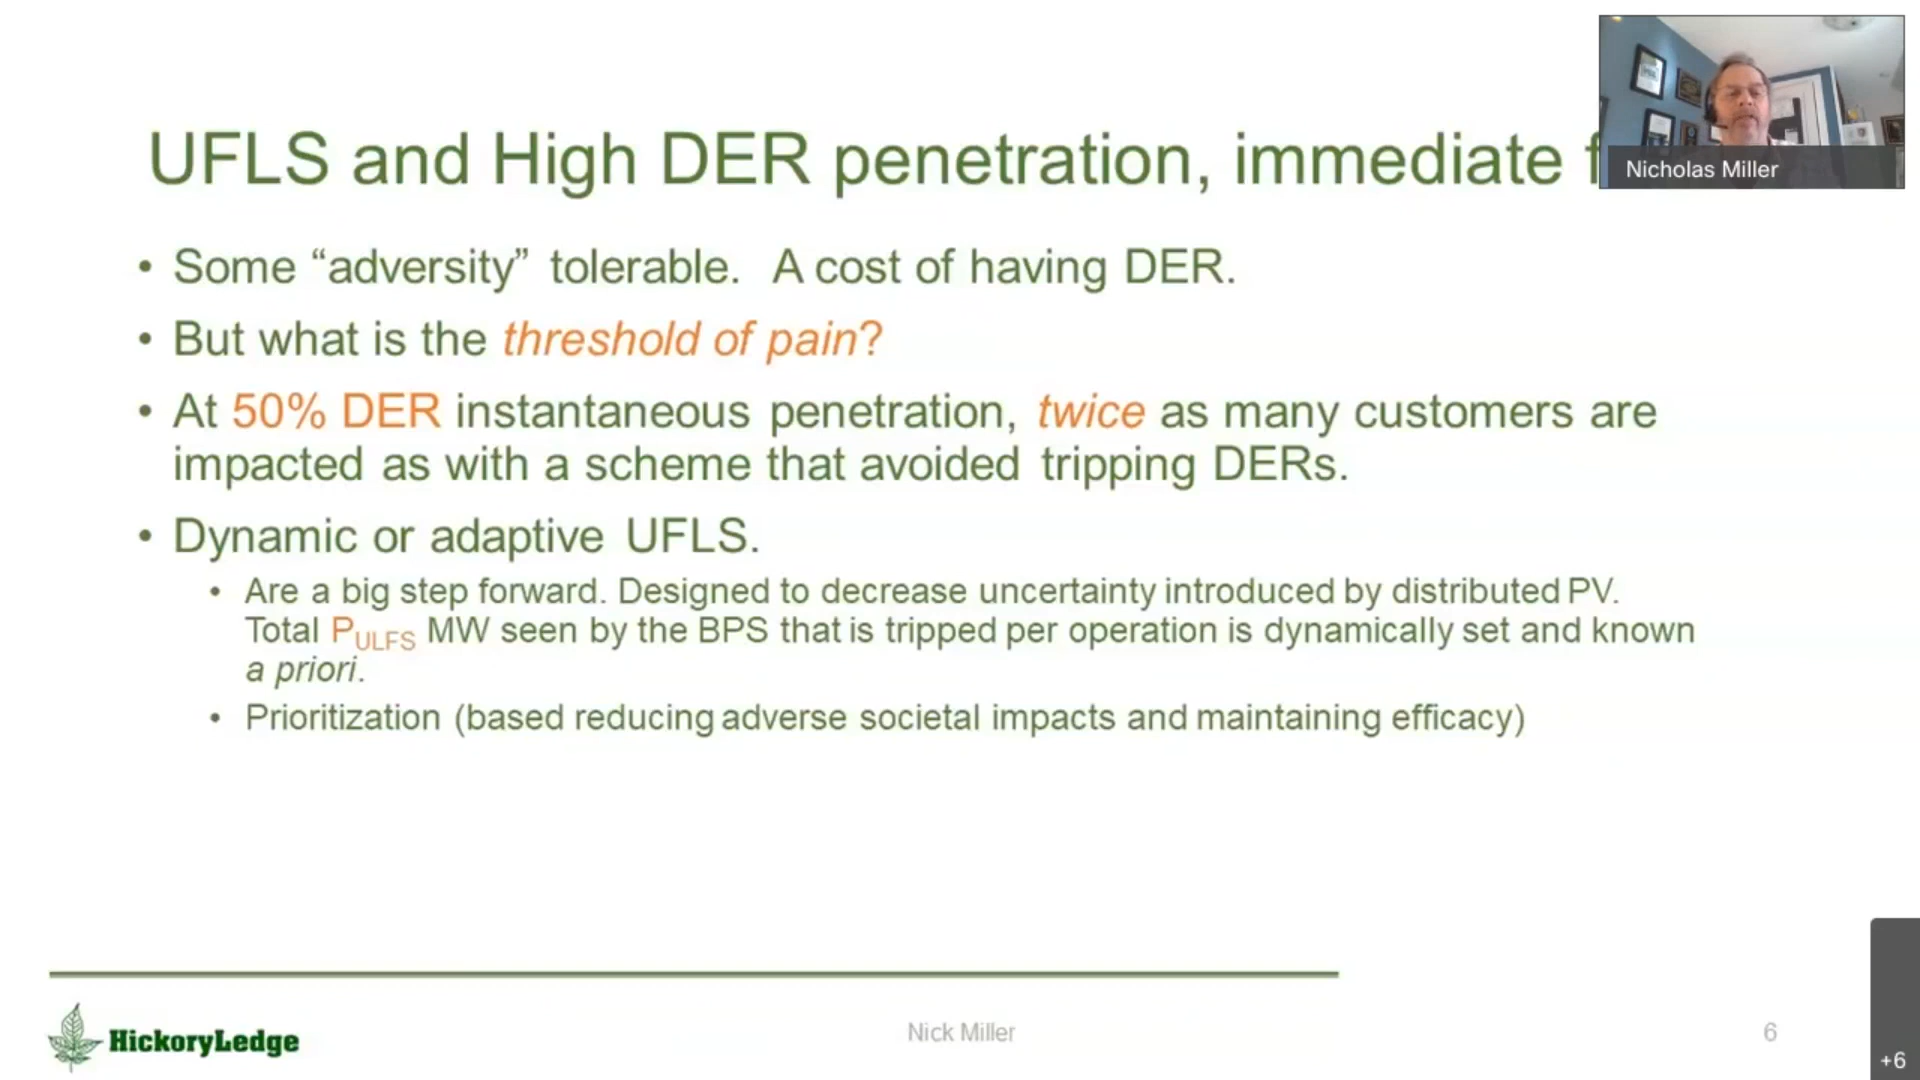 UFLS and High DER penetration, immediate f
Nicholas Miller
• Some “adversity” tolerable. A cost of having DER.
• But what is the threshold of pain?
• At 50% DER instantaneous penetration, twice as many customers are
impacted as with a scheme that avoided tripping DERs.
• Dynamic or adaptive UFLS.
• Are a big step forward. Designed to decrease uncertainty introduced by distributed PV.
Total PULFS MW seen by the BPS that is tripped per operation is dynamically set and known
a priori.
• Prioritization (based reducing adverse societal impacts and maintaining efficacy)
HickoryLedge
Nick Miller
6
+6